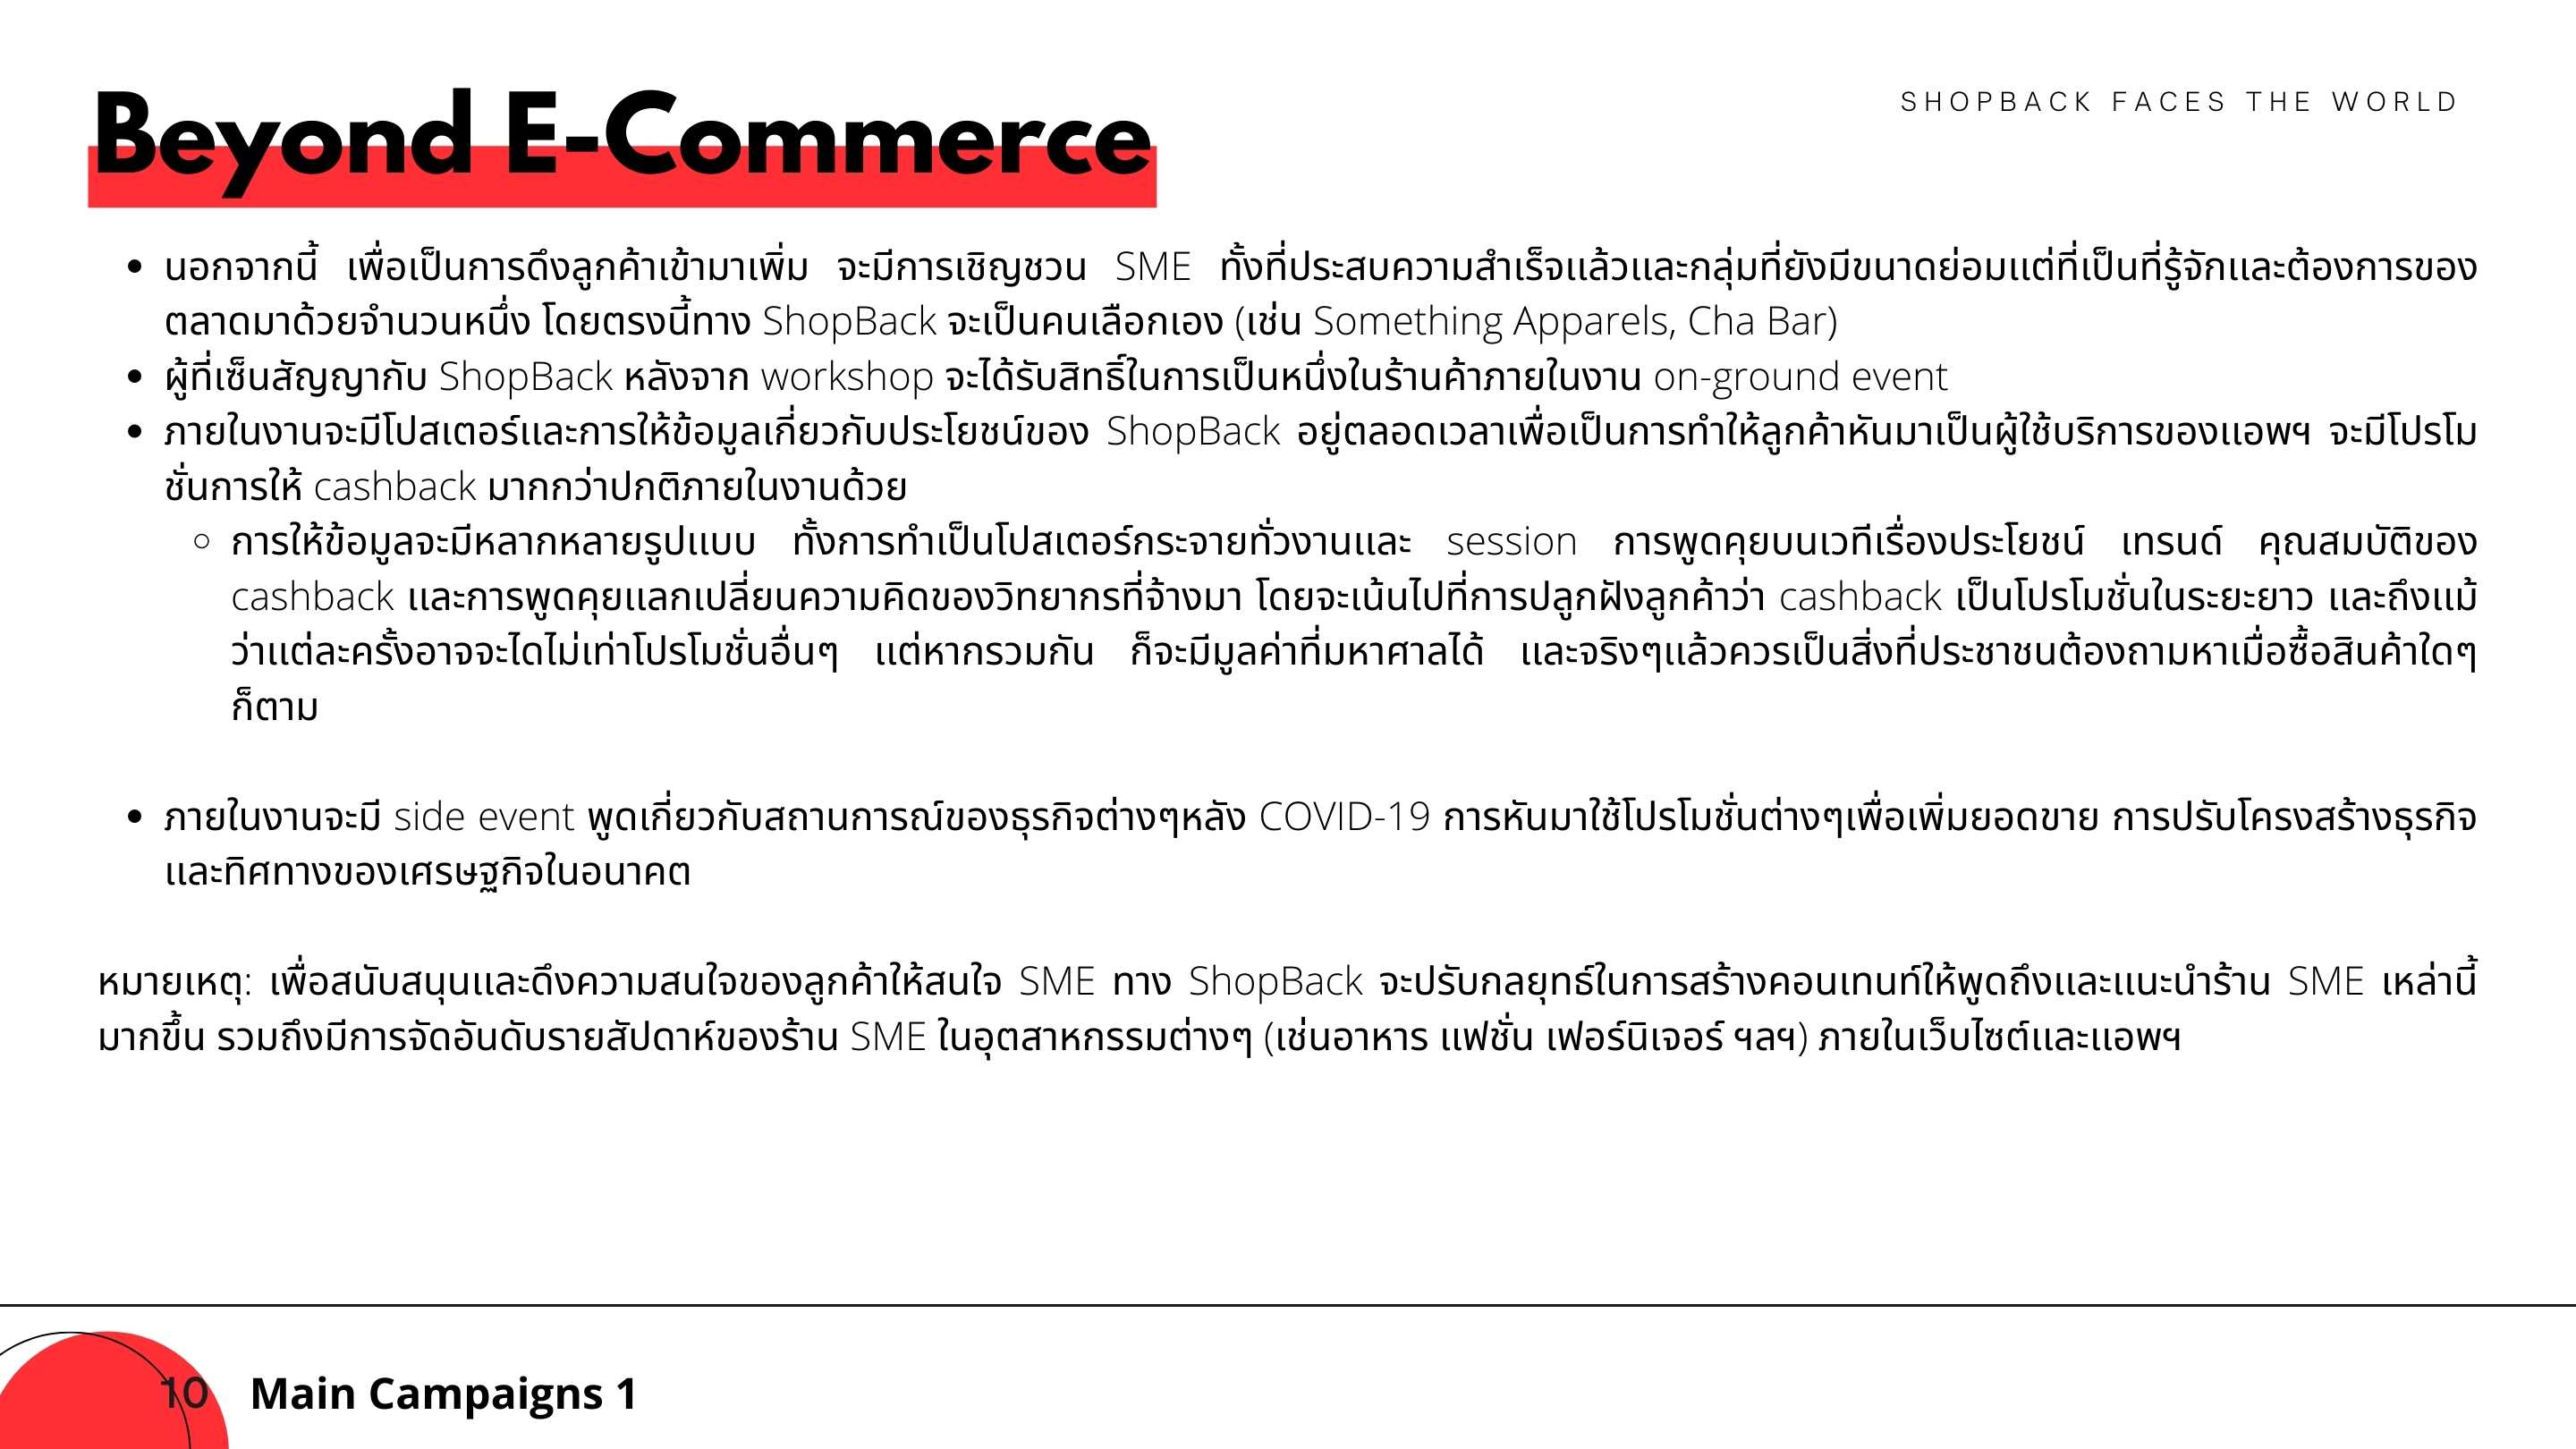 Beyond E-Commerce
SHOPBACK FACES THE WORLD
• นอกจากนี้ เพื่อเป็นการดึงลูกค้าเข้ามาเพิ่ม จะมีการเชิญชวน SME ทั้งที่ประสบความสำเร็จแล้วและกลุ่มที่ยังมีขนาดย่อมแต่ที่เป็นที่รู้จักและต้องการของ
ตลาดมาด้วยจำนวนหนึ่ง โดยตรงนี้ทาง ShopBack จะเป็นคนเลือกเอง (เช่น Something Apparels, Cha Bar)
• ผู้ที่เซ็นสัญญากับ ShopBack หลังจาก workshop จะได้รับสิทธิ์ในการเป็นหนึ่งในร้านค้าภายในงาน on-ground event
• ภายในงานจะมีโปสเตอร์และการให้ข้อมูลเกี่ยวกับประโยชน์ของ ShopBack อยู่ตลอดเวลาเพื่อเป็นการทำให้ลูกค้าหันมาเป็นผู้ใช้บริการของแอพฯ จะมีโปรโม
ชั่นการให้ cashback มากกว่าปกติภายในงานด้วย
◦ การให้ข้อมูลจะมีหลากหลายรูปแบบ ทั้งการทำเป็นโปสเตอร์กระจายทั่วงานและ session การพูดคุยบนเวทีเรื่องประโยชน์ เทรนด์ คุณสมบัติของ
cashback และการพูดคุยแลกเปลี่ยนความคิดของวิทยากรที่จ้างมา โดยจะเน้นไปที่การปลูกฝังลูกค้าว่า cashback เป็นโปรโมชั่นในระยะยาว และถึงแม้
ว่าแต่ละครั้งอาจจะไดไม่เท่าโปรโมชั่นอื่นๆ แต่หากรวมกัน ก็จะมีมูลค่าที่มหาศาลได้ และจริงๆแล้วควรเป็นสิ่งที่ประชาชนต้องถามหาเมื่อซื้อสินค้าใดๆ
ก็ตาม
• ภายในงานจะมี side event พูดเกี่ยวกับสถานการณ์ของธุรกิจต่างๆหลัง COVID-19 การหันมาใช้โปรโมชั่นต่างๆเพื่อเพิ่มยอดขาย การปรับโครงสร้างธุรกิจ
และทิศทางของเศรษฐกิจในอนาคต
หมายเหตุ: เพื่อสนับสนุนและดึงความสนใจของลูกค้าให้สนใจ SME ทาง ShopBack จะปรับกลยุทธ์ในการสร้างคอนเทนท์ให้พูดถึงและแนะนำร้าน SME เหล่านี้
มากขึ้น รวมถึงมีการจัดอันดับรายสัปดาห์ของร้าน SME ในอุตสาหกรรมต่างๆ (เช่นอาหาร แฟชั่น เฟอร์นิเจอร์ ฯลฯ) ภายในเว็บไซต์และแอพฯ
10 Main Campaigns 1